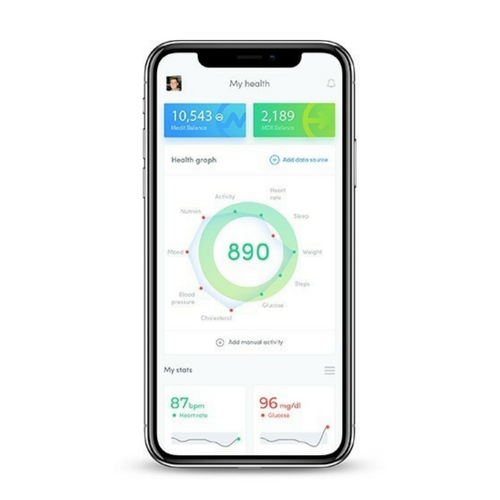 My health
10,543
Medit Balance
2,189
MDX Balance
Health graph
Add data source
Activity
Heart
rate
Nutrition
Sleep
Mood
890
Weight
Blood
pressure
Steps
Glucose
Cholesterol
Add manual activity
My stats
87 bpm
Heart rate
96 mg/dl
Glucose